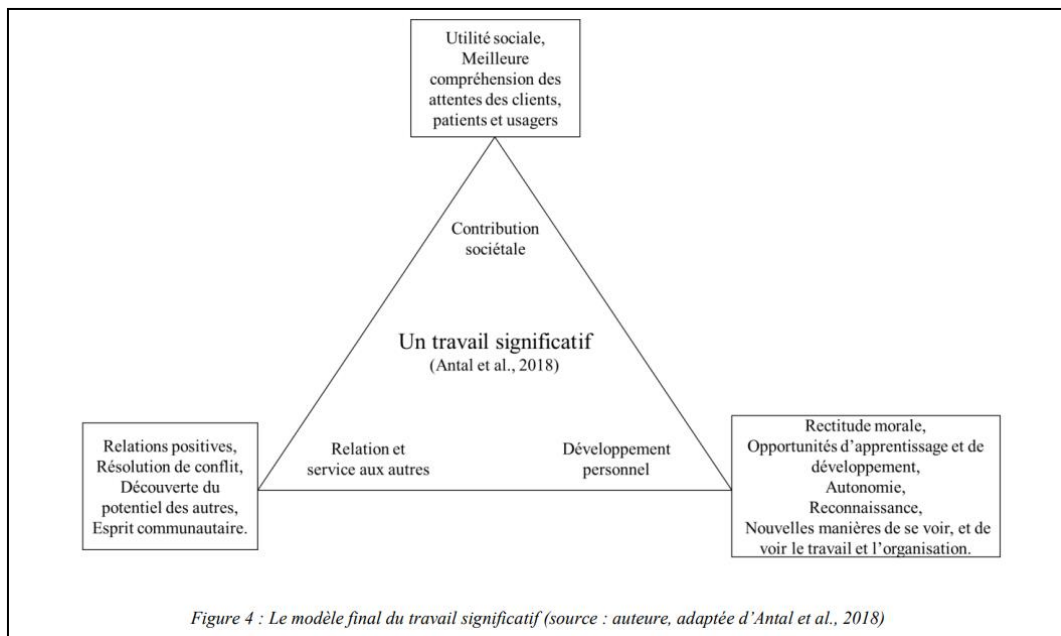 Utilité sociale,
Meilleure
compréhension des
attentes des clients,
patients et usagers
Contribution
sociétale
Un travail significatif
(Antal et al., 2018)
Relations positives,
Résolution de conflit,
Découverte du
potentiel des autres,
Esprit communautaire.
Relation et
service aux autres
Développement
personnel
Rectitude morale,
Opportunités d’apprentissage et de
développement,
Autonomie,
Reconnaissance,
Nouvelles manières de se voir, et de
voir le travail et l’organisation.
Figure 4 : Le modèle final du travail significatif (source : auteure, adaptée d’Antal et al., 2018)